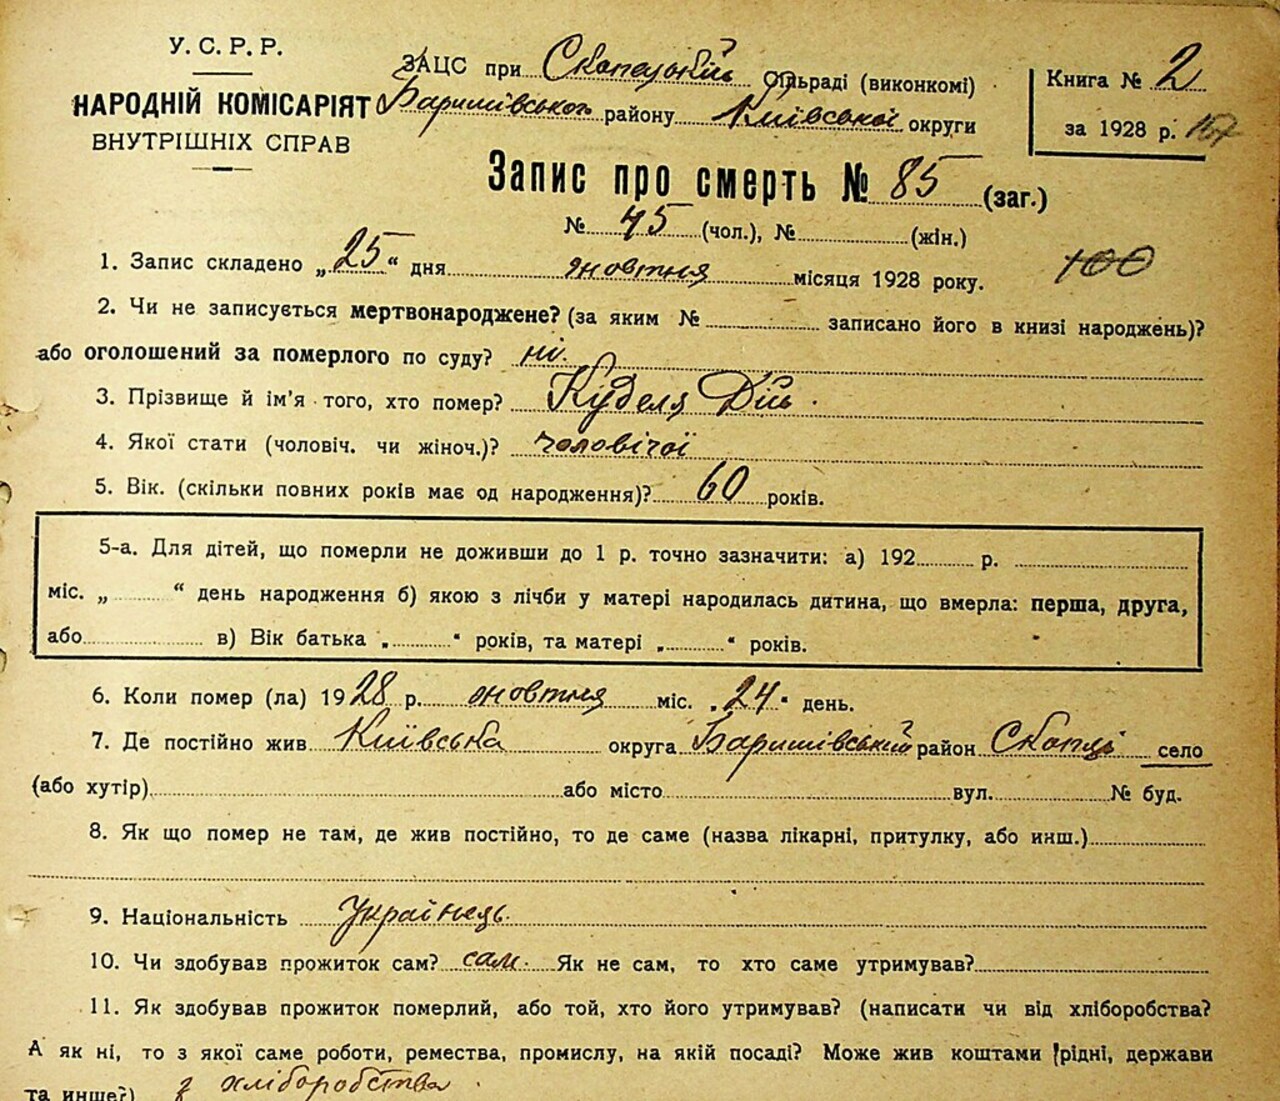 У. С. Р. Р.
НАРОДНІЙ КОМІСАРІЯТ
ВНУТРІШНІХ СПРАВ
ЗАЦС при Скопецький сільраді (виконкомі)
Баришівського району Київської округи
Книга № 2
за 1928 р.
Запис про смерть № 85 (заг.)
№ 45 (чол.), № (жін.)
100
1. Запис складено „25“ дня жовтня місяця 1928 року.
2. Чи не записується мертвонароджене? (за яким № записано його в книзі народжень)?
або оголошений за померлого по суду? ні.
3. Прізвище й ім'я того, хто помер? Куделя Дій.
4. Якої стати (чоловіч. чи жіноч.)? чоловічої
5. Вік. (скільки повних років має од народження)? 60 років.
5-а. Для дітей, що померли не доживши до 1 р. точно зазначити: а) 192 р.
міс. „ “ день народження б) якою з лічби у матері народилась дитина, що вмерла: перша, друга,
або в) Вік батька „ “ років, та матері „ “ років.
6. Коли помер (ла) 1928 р. жовтня міс. „24“ день.
7. Де постійно жив Київська округа Баришівський район Скопці село
(або хутір) або місто вул. № буд.
8. Як що помер не там, де жив постійно, то де саме (назва лікарні, притулку, або инш.)
9. Національність Українець.
10. Чи здобував прожиток сам? сам. Як не сам, то хто саме утримував?
11. Як здобував прожиток померлий, або той, хто його утримував? (написати чи від хліборобства?
А як ні, то з якої саме роботи, ремества, промислу, на якій посаді? Може жив коштами (рідні, держави
та инше?) з хліборобства.